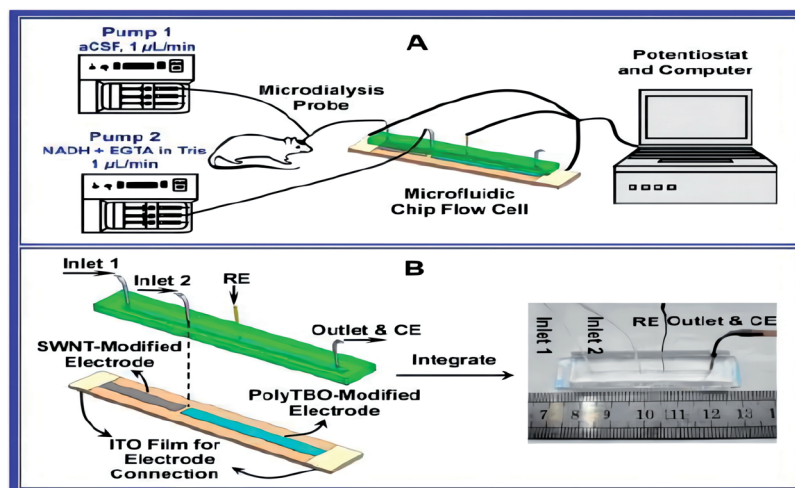 Pump 1
aCSF, 1 µL/min
A
Microdialysis
Probe
Potentiostat
and Computer
Pump 2
NADH + EGTA in Tris
1 µL/min
Microfluidic
Chip Flow Cell
B
Inlet 1
Inlet 2
RE
Outlet & CE
SWNT-Modified
Electrode
PolyTBO-Modified
Electrode
ITO Film for
Electrode
Connection
Integrate
Inlet 1
Inlet 2
RE Outlet & CE
7 8 9 10 11 12 13